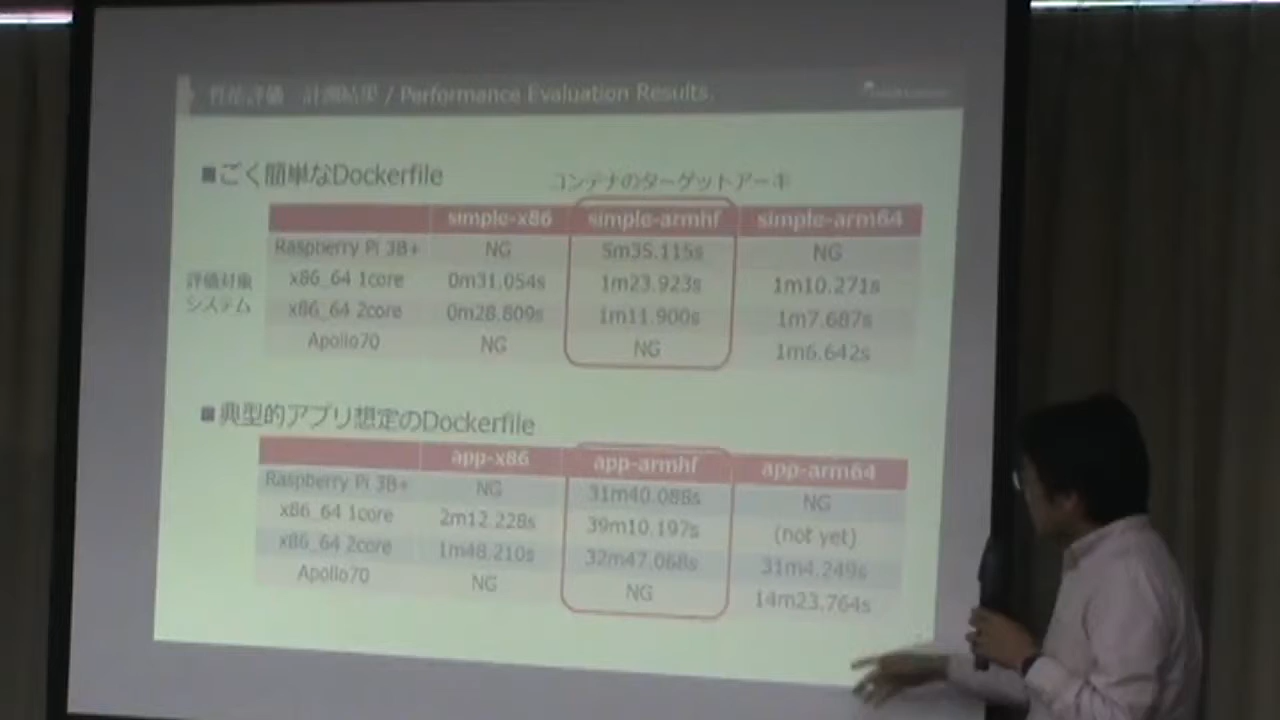 性能評価 計測結果 / Performance Evaluation Results
■ごく簡単なDockerfile
コンテナのターゲットアーキ
simple-x86 simple-armhf simple-arm64
Raspberry Pi 3B+ NG 5m35.115s NG
x86_64 1core 0m31.054s 1m23.923s 1m10.271s
x86_64 2core 0m28.809s 1m11.900s 1m7.687s
Apollo70 NG NG 1m6.642s
評価対象
システム
■典型的アプリ想定のDockerfile
app-x86 app-armhf app-arm64
Raspberry Pi 3B+ NG 31m40.088s NG
x86_64 1core 2m12.228s 39m10.197s (not yet)
x86_64 2core 1m48.210s 32m47.068s 31m4.249s
Apollo70 NG NG 14m23.764s